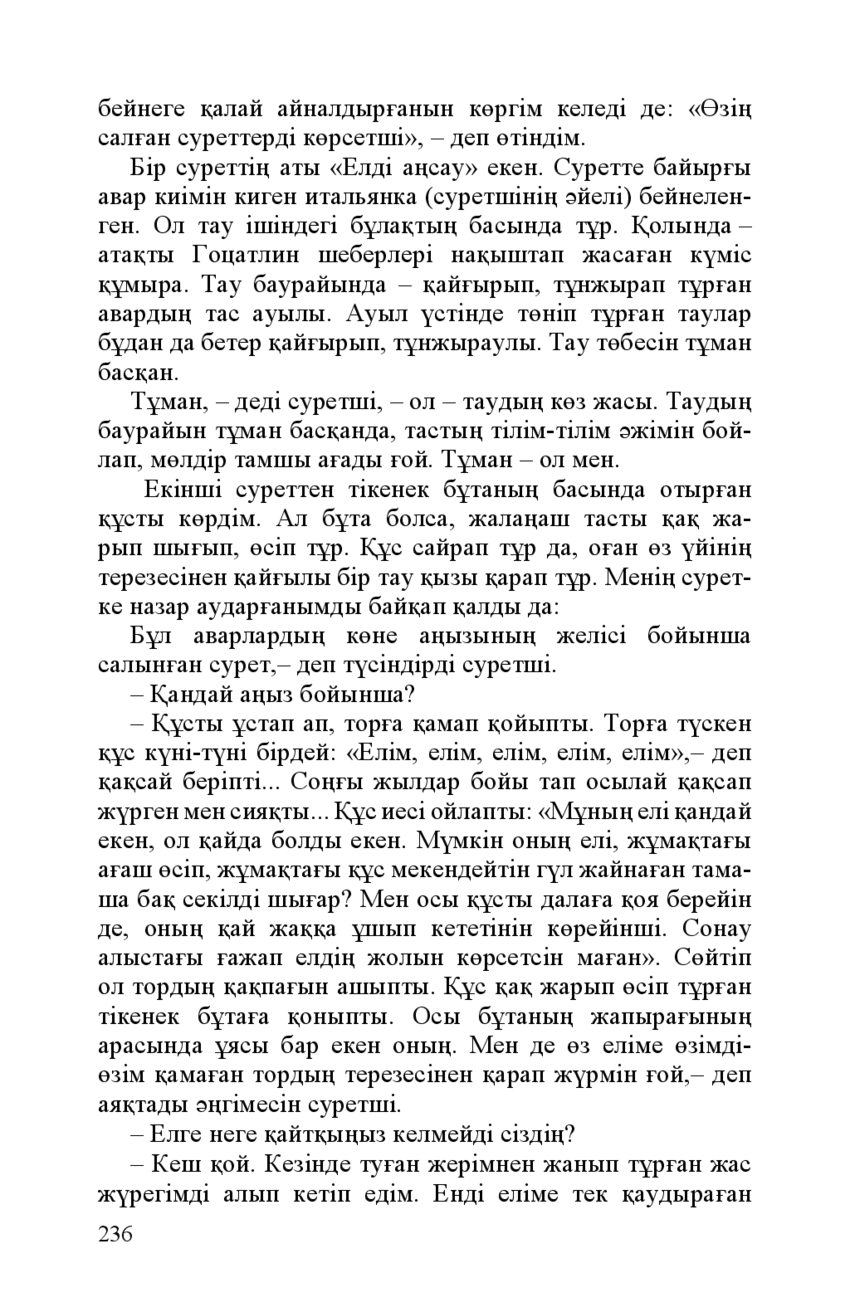 бейнеге қалай айналдырғанын көргім келеді де: «Өзің
салған суреттерді көрсетші», – деп өтіндім.
Бір суреттің аты «Елді аңсау» екен. Суретте байырғы
авар киімін киген итальянка (суретшінің әйелі) бейнелен-
ген. Ол тау ішіндегі бұлақтың басында тұр. Қолында –
атақты Гоцатлин шеберлері нақыштап жасаған күміс
құмыра. Тау баурайында – қайғырып, тұнжырап тұрған
авардың тас ауылы. Ауыл үстінде төніп тұрған таулар
бұдан да бетер қайғырып, тұнжыраулы. Тау төбесін тұман
басқан.
Тұман, – деді суретші, – ол – таудың көз жасы. Таудың
баурайын тұман басқанда, тастың тілім-тілім әжімін бой-
лап, мөлдір тамшы ағады ғой. Тұман – ол мен.
Екінші суреттен тікенек бұтаның басында отырған
құсты көрдім. Ал бұта болса, жалаңаш тасты қақ жа-
рып шығып, өсіп тұр. Құс сайрап тұр да, оған өз үйінің
терезесінен қайғылы бір тау қызы қарап тұр. Менің сурет-
ке назар аударғанымды байқап қалды да:
Бұл аварлардың көне аңызының желісі бойынша
салынған сурет,– деп түсіндірді суретші.
– Қандай аңыз бойынша?
– Құсты ұстап ап, торға қамап қойыпты. Торға түскен
құс күні-түні бірдей: «Елім, елім, елім, елім, елім»,– деп
қақсай беріпті... Соңғы жылдар бойы тап осылай қақсап
жүрген мен сияқты... Құс иесі ойлапты: «Мұның елі қандай
екен, ол қайда болды екен. Мүмкін оның елі, жұмақтағы
ағаш өсіп, жұмақтағы құс мекендейтін гүл жайнаған тама-
ша бақ секілді шығар? Мен осы құсты далаға қоя берейін
де, оның қай жаққа ұшып кететінін көрейінші. Сонау
алыстағы ғажап елдің жолын көрсетсін маған». Сөйтіп
ол тордың қақпағын ашыпты. Құс қақ жарып өсіп тұрған
тікенек бұтаға қоныпты. Осы бұтаның жапырағының
арасында ұясы бар екен оның. Мен де өз еліме өзімді-
өзім қамаған тордың терезесінен қарап жүрмін ғой,– деп
аяқтады әңгімесін суретші.
– Елге неге қайтқыңыз келмейді сіздің?
– Кеш қой. Кезінде туған жерімнен жанып тұрған жас
жүрегімді алып кетіп едім. Енді еліме тек қаудыраған
236